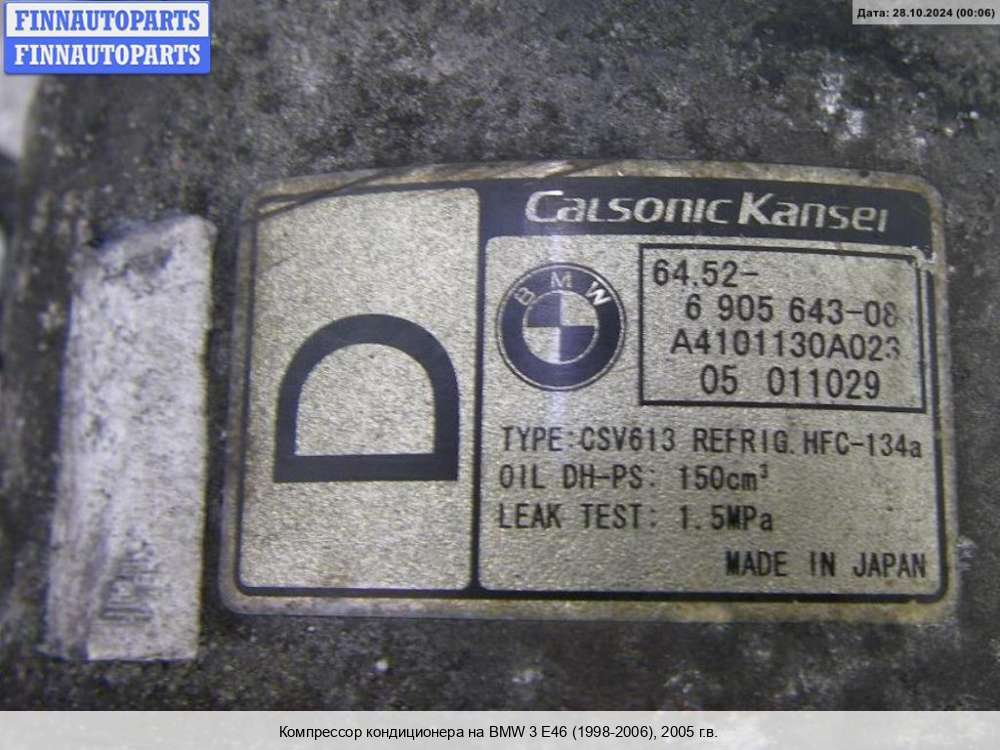 FINNAUTOPARTS
FINNAUTOPARTS
Дата: 28.10.2024 (00:06)
CALSONIC KANSEI
BMW
64.52-
6 905 643-08
A4101130A023
05 011029
D
TYPE:CSV613 REFRIG.HFC-134a
OIL DH-PS: 150cm³
LEAK TEST: 1.5MPa
MADE IN JAPAN
Компрессор кондиционера на BMW 3 E46 (1998-2006), 2005 г.в.